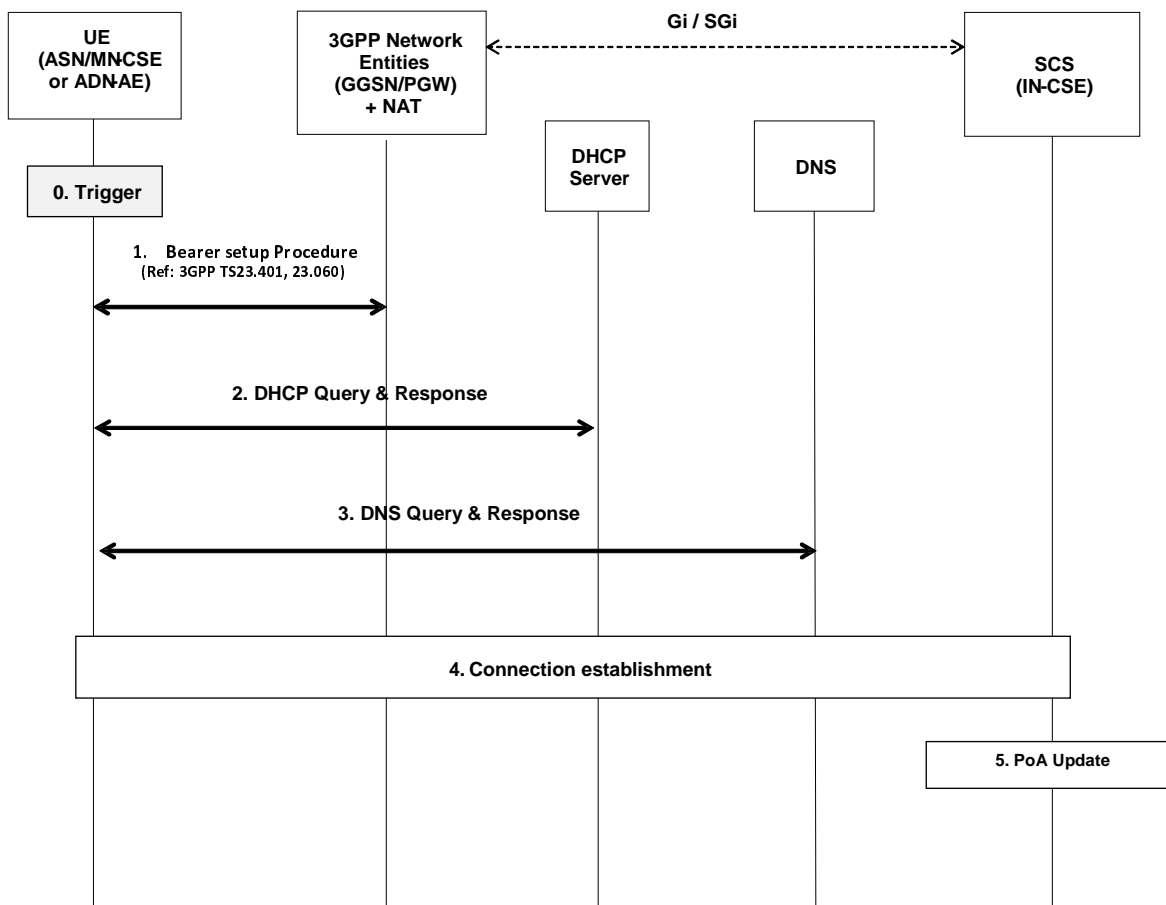 UE
(ASN/MN-CSE
or ADN-AE)
3GPP Network
Entities
(GGSN/PGW)
+ NAT
Gi / SGi
SCS
(IN-CSE)
DHCP
Server
DNS
0. Trigger
1. Bearer setup Procedure
(Ref: 3GPP TS23.401, 23.060)
2. DHCP Query & Response
3. DNS Query & Response
4. Connection establishment
5. PoA Update